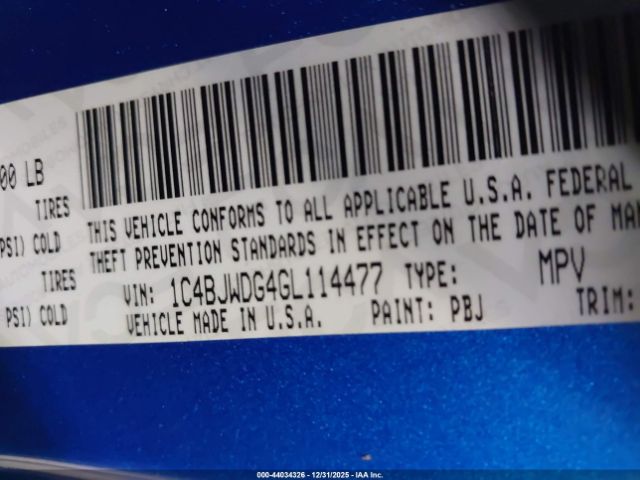 00 LB
TIRES
PSI) COLD
TIRES
PSI) COLD
THIS VEHICLE CONFORMS TO ALL APPLICABLE U.S.A. FEDERAL
THEFT PREVENTION STANDARDS IN EFFECT ON THE DATE OF MAN
VIN: 1C4BJWDG4GL114477 TYPE: MPV
VEHICLE MADE IN U.S.A. PAINT: PBJ TRIM:
000-44034326 - 12/31/2025 - IAA Inc.